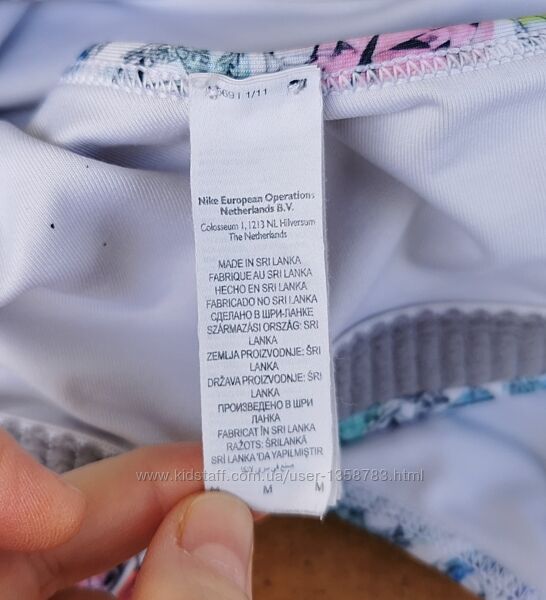 1/11
Nike European Operations
Netherlands B.V.
Colosseum 1, 1213 NL Hilversum
The Netherlands
MADE IN SRI LANKA
FABRIQUE AU SRI LANKA
HECHO EN SRI LANKA
FABRICADO NO SRI LANKA
СДЕЛАНО В ШРИ-ЛАНКЕ
SZÁRMAZÁSI ORSZÁG: SRI
LANKA
ZEMLJA PROIZVODNJE: ŠRI
LANKA
DRŽAVA PROIZVODNJE: ŠRI
LANKA
ПРОИЗВЕДЕНО В ШРИ
ЛАНКА
FABRICAT ÎN SRI LANKA
RAŽOTS: ŠRILANKĀ
SRİ LANKA 'DA YAPILMIŞTIR
www.kidstaff.com.ua/user-1358783.html
M M M